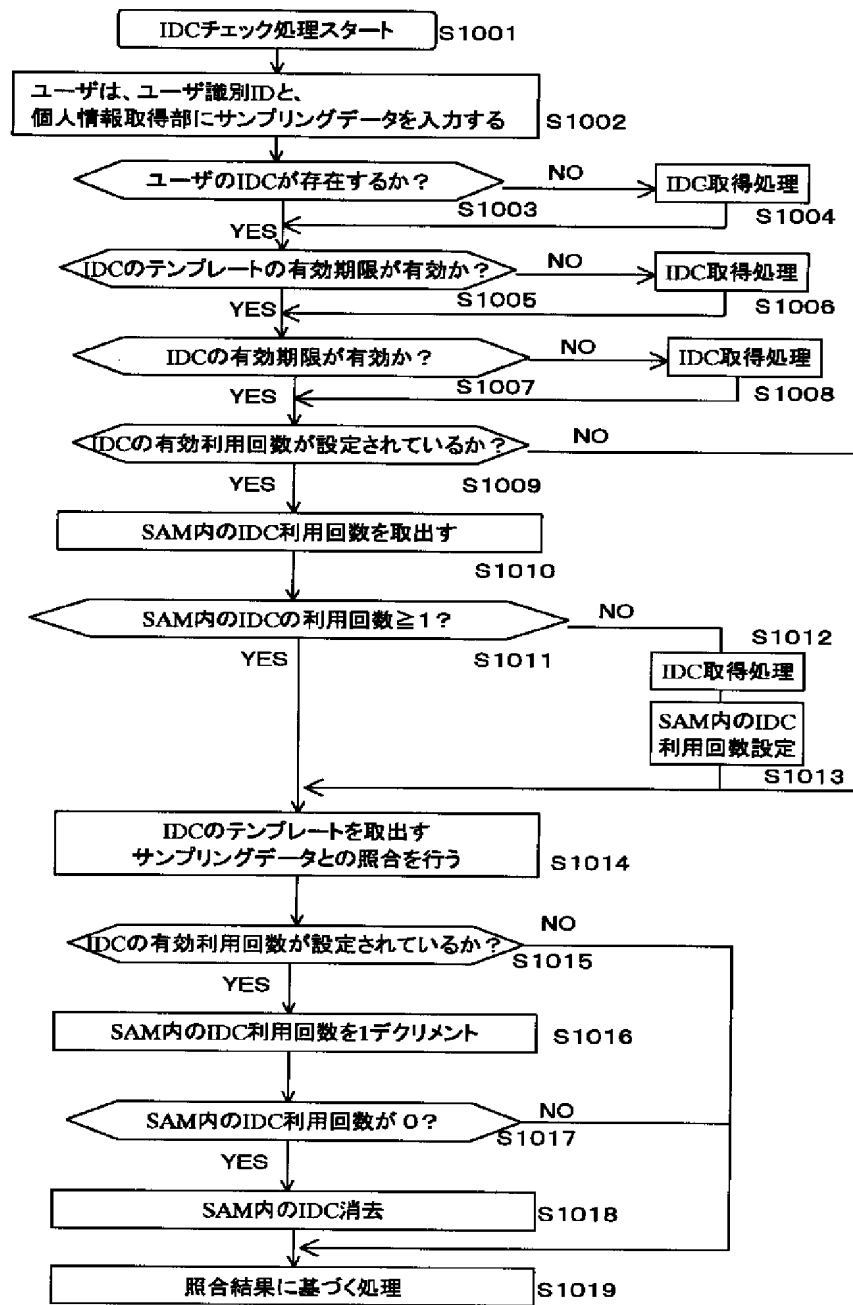 IDCチェック処理スタート
S1001
ユーザは、ユーザ識別IDと、
個人情報取得部にサンプリングデータを入力する
S1002
ユーザのIDCが存在するか？
NO
IDC取得処理
S1003
S1004
YES
IDCのテンプレートの有効期限が有効か？
NO
IDC取得処理
S1005
S1006
YES
IDCの有効期限が有効か？
NO
IDC取得処理
S1007
S1008
YES
IDCの有効利用回数が設定されているか？
NO
YES
S1009
SAM内のIDC利用回数を取出す
S1010
SAM内のIDCの利用回数≧1？
NO
S1011
YES
S1012
IDC取得処理
SAM内のIDC
利用回数設定
S1013
IDCのテンプレートを取出す
サンプリングデータとの照合を行う
S1014
IDCの有効利用回数が設定されているか？
NO
S1015
YES
SAM内のIDC利用回数を1デクリメント
S1016
SAM内のIDC利用回数が０？
NO
S1017
YES
SAM内のIDC消去
S1018
照合結果に基づく処理
S1019